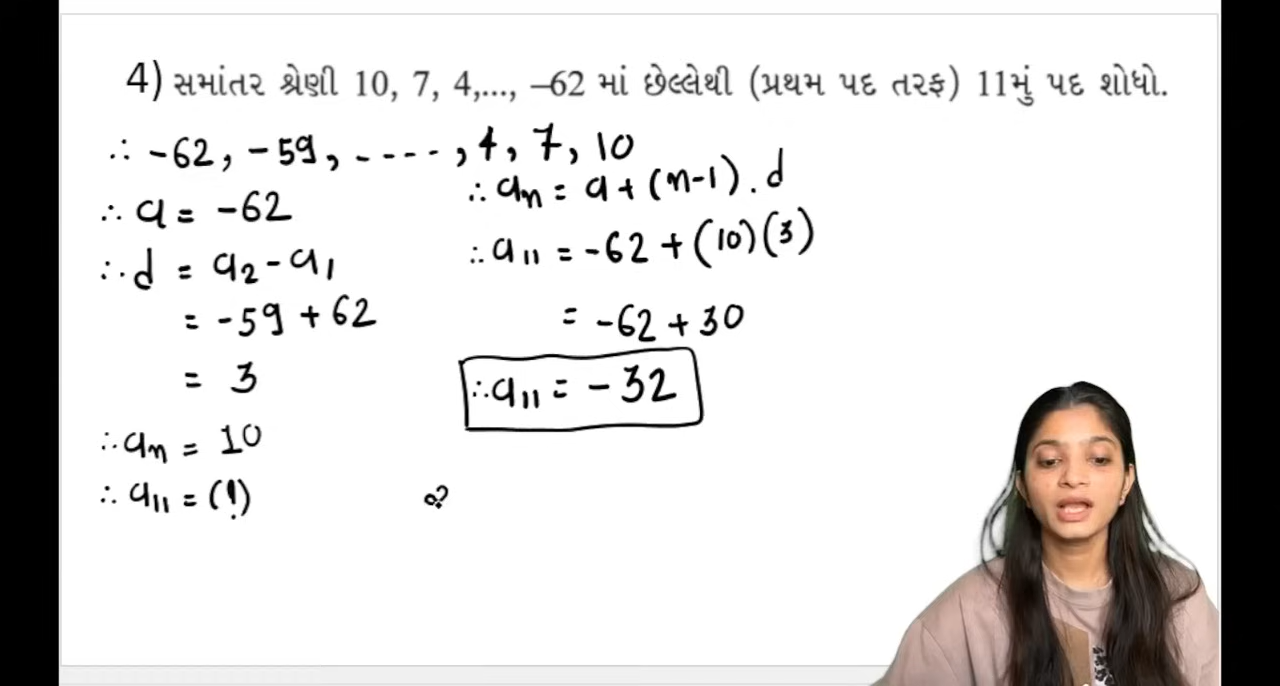 4) સમાંતર શ્રેણી 10, 7, 4,..., –62 માં છેલ્લેથી (પ્રથમ પદ તરફ) 11મું પદ શોધો.
∴ -62, -59, ----, 4, 7, 10
∴ a = -62
∴ d = a₂ - a₁
= -59 + 62
= 3
∴ aₙ = 10
∴ a₁₁ = (!)
∴ aₙ = a + (n-1) . d
∴ a₁₁ = -62 + (10)(3)
= -62 + 30
∴ a₁₁ = - 32